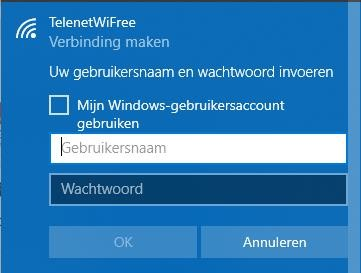 TelenetWiFree
Verbinding maken
Uw gebruikersnaam en wachtwoord invoeren
Mijn Windows-gebruikersaccount
gebruiken
Gebruikersnaam
Wachtwoord
OK
Annuleren